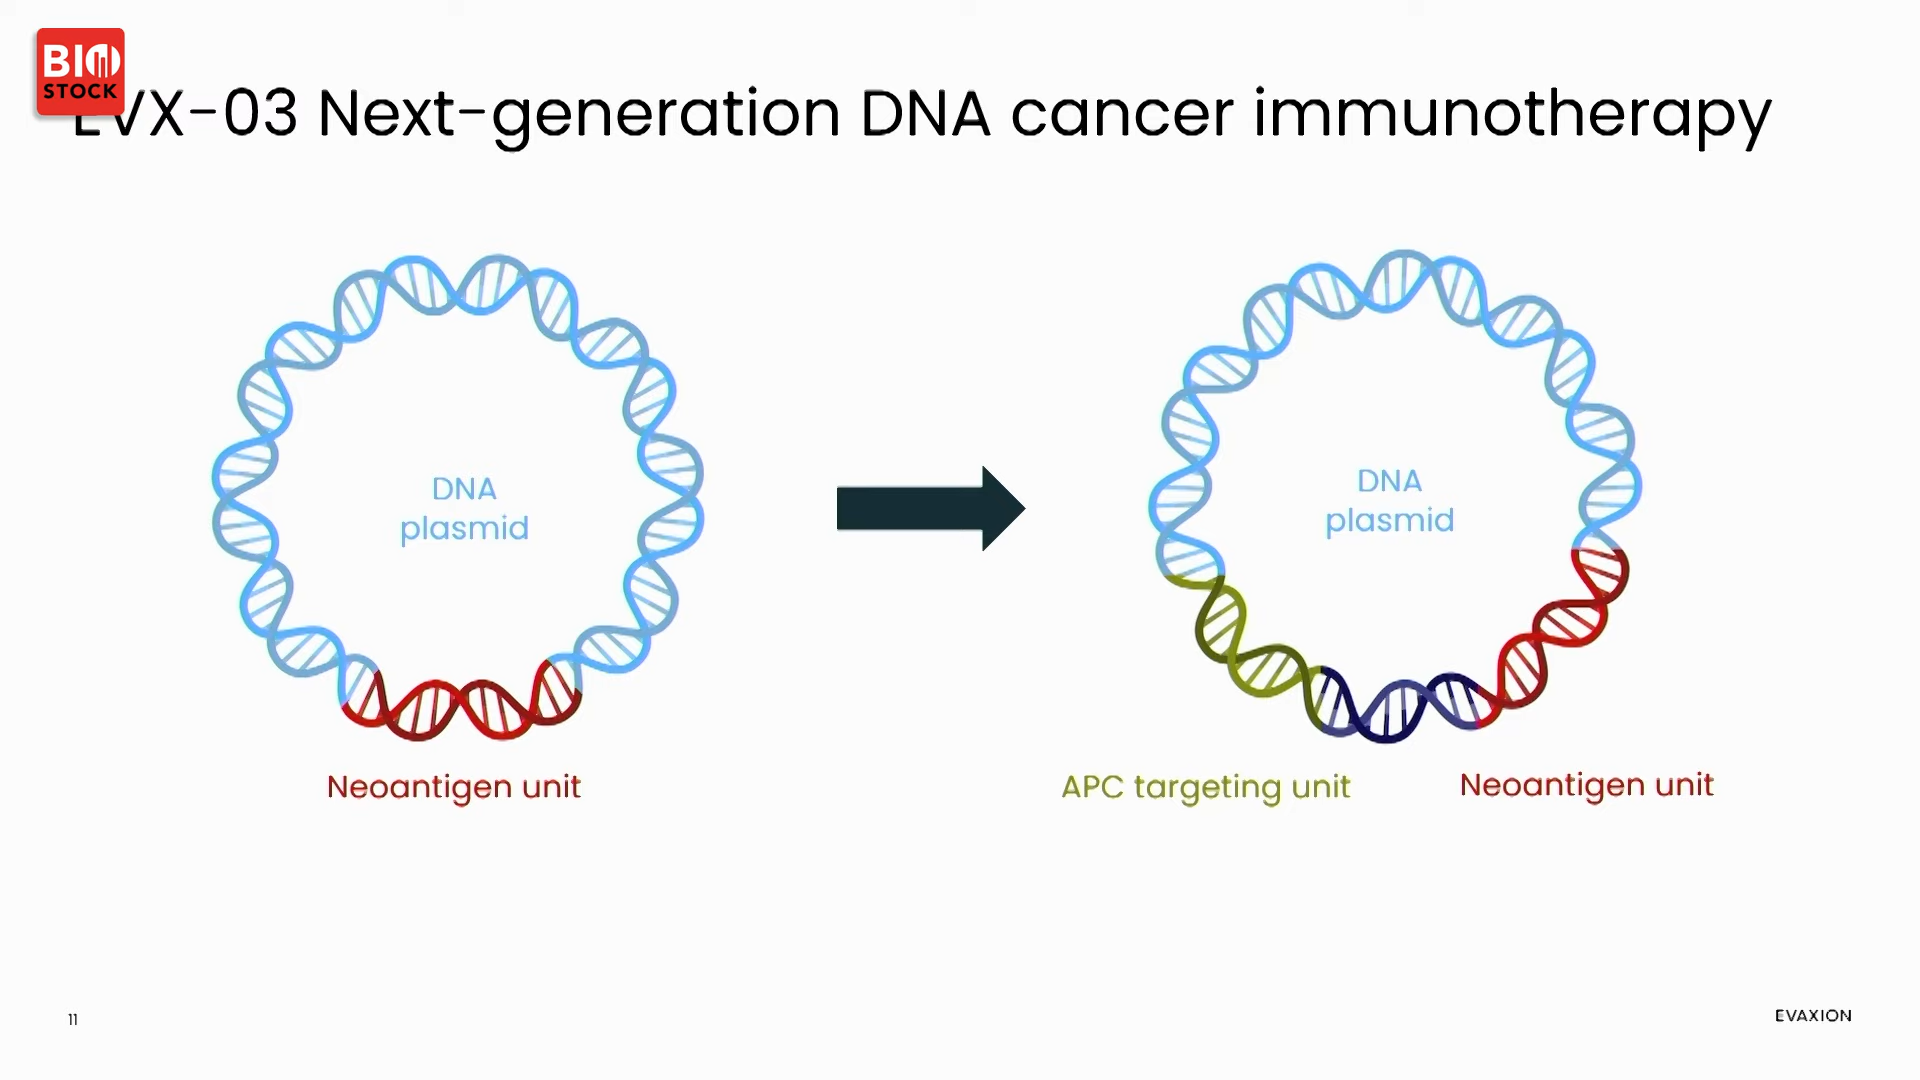 BIO
STOCK
EVX-03 Next-generation DNA cancer immunotherapy
DNA
plasmid
DNA
plasmid
Neoantigen unit
APC targeting unit
Neoantigen unit
11
EVAXION